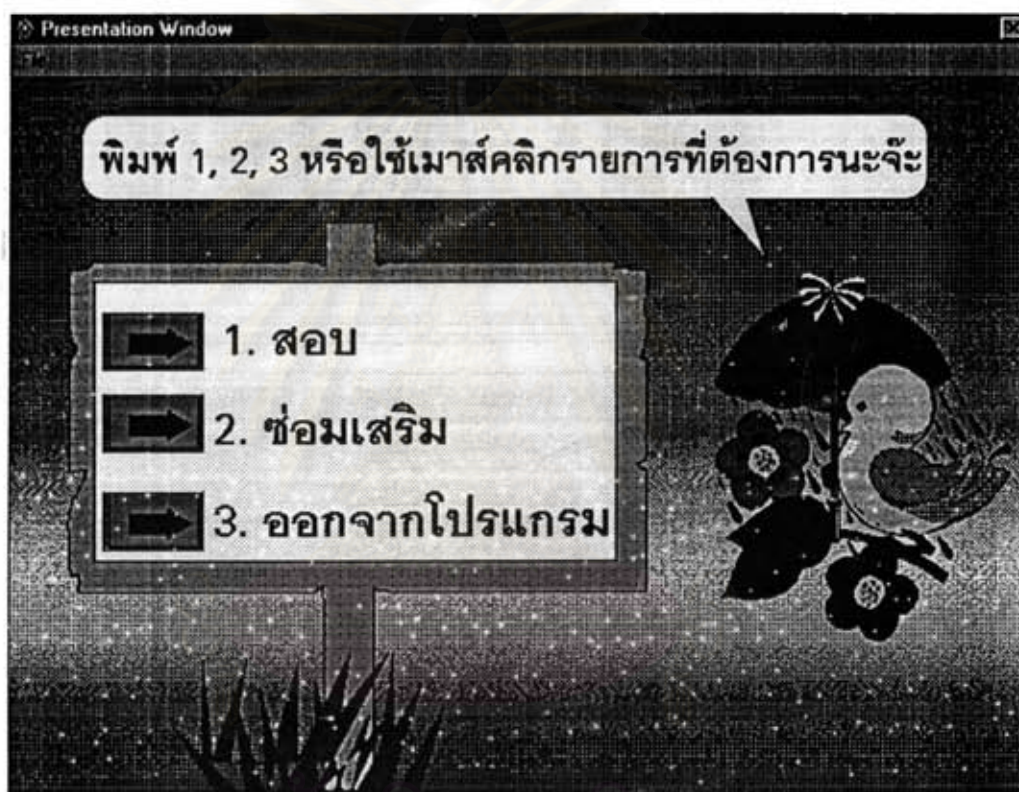 Presentation Window
File
พิมพ์ 1, 2, 3 หรือใช้เมาส์คลิกรายการที่ต้องการนะจ๊ะ
1. สอบ
2. ซ่อมเสริม
3. ออกจากโปรแกรม